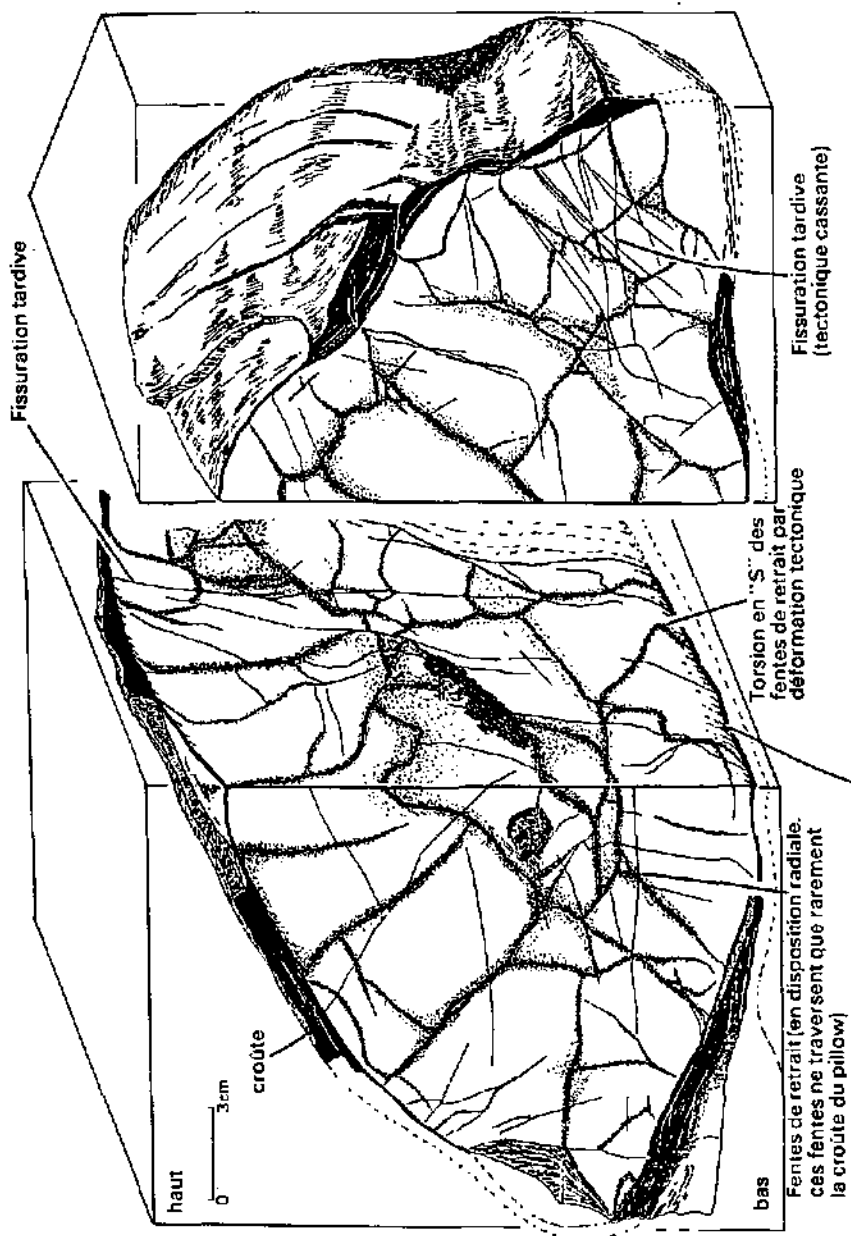 haut
0 3cm
croûte
bas
Fentes de retrait (en disposition radiale.
ces fentes ne traversent que rarement
la croûte du pillow)
Torsion en "S" des
fentes de retrait par
déformation tectonique
Fissuration tardive
Fissuration tardive
(tectonique cassante)